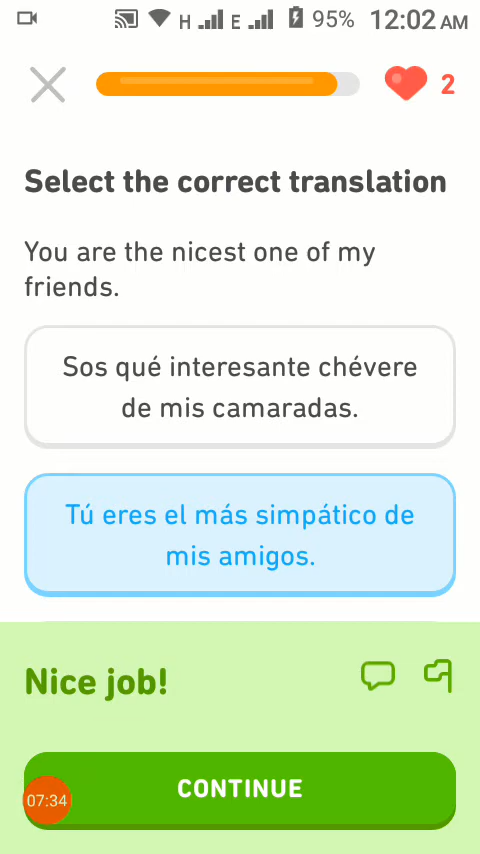 H E 95% 12:02 AM
2
Select the correct translation
You are the nicest one of my
friends.
Sos qué interesante chévere
de mis camaradas.
Tú eres el más simpático de
mis amigos.
Nice job!
CONTINUE
07:34